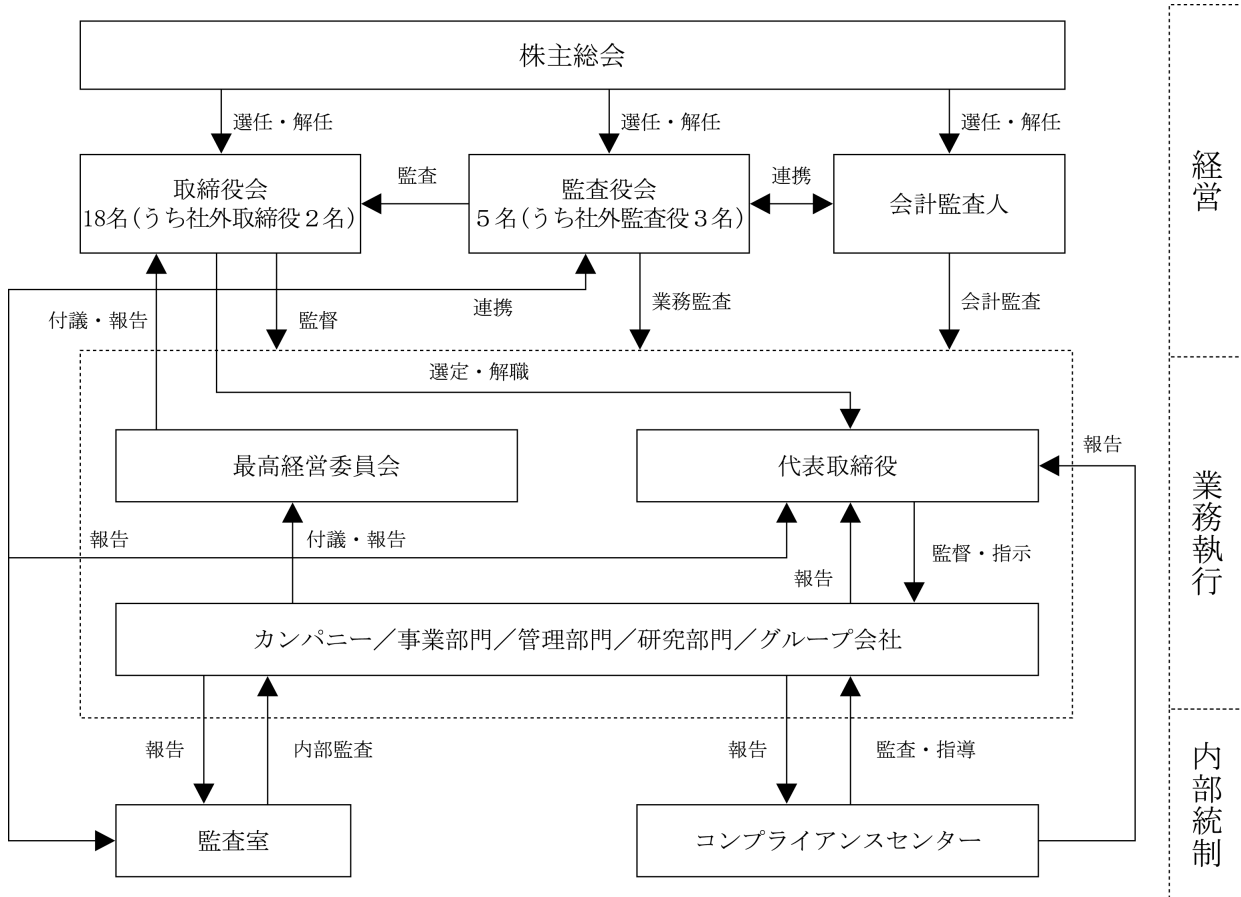 株主総会
選任・解任
選任・解任
選任・解任
取締役会
18名(うち社外取締役2名)
監査
監査役会
5名(うち社外監査役3名)
連携
会計監査人
経営
付議・報告
監督
連携
業務監査
会計監査
選定・解職
最高経営委員会
代表取締役
報告
業務執行
報告
付議・報告
報告
監督・指示
カンパニー／事業部門／管理部門／研究部門／グループ会社
報告
内部監査
報告
監査・指導
内部統制
監査室
コンプライアンスセンター